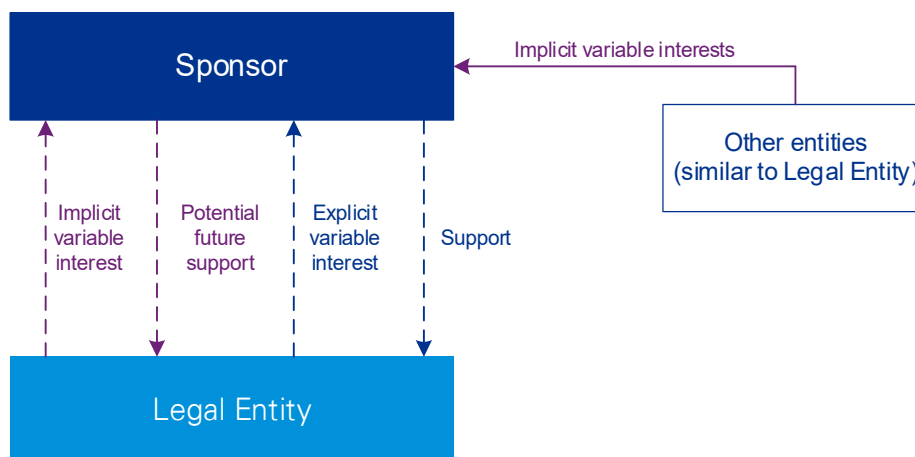 Sponsor
Implicit variable interests
Other entities
(similar to Legal Entity)
Implicit
variable
interest
Potential
future
support
Explicit
variable
interest
Support
Legal Entity